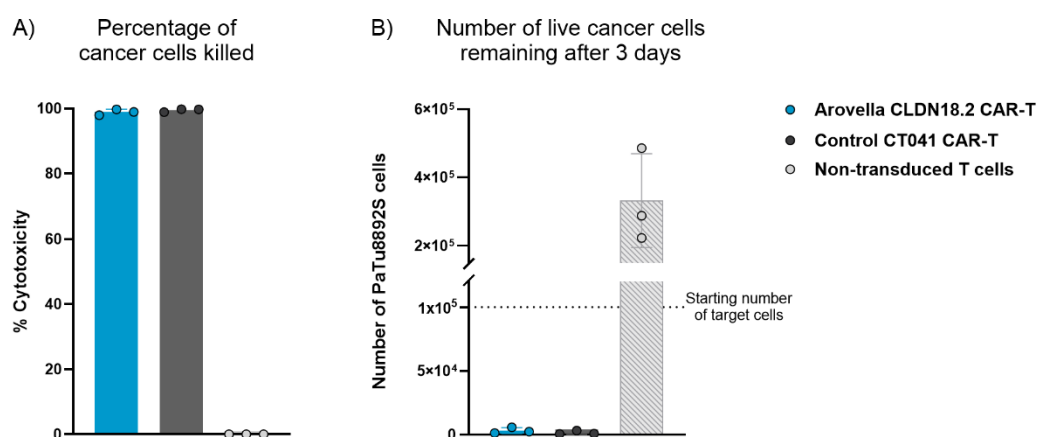 A) Percentage of
cancer cells killed
% Cytotoxicity
100
80
60
40
20
0
B) Number of live cancer cells
remaining after 3 days
Number of PaTu8892S cells
6×10⁵
4×10⁵
2×10⁵
1×10⁵
5×10⁴
0
Starting number
of target cells
Arovella CLDN18.2 CAR-T
Control CT041 CAR-T
Non-transduced T cells